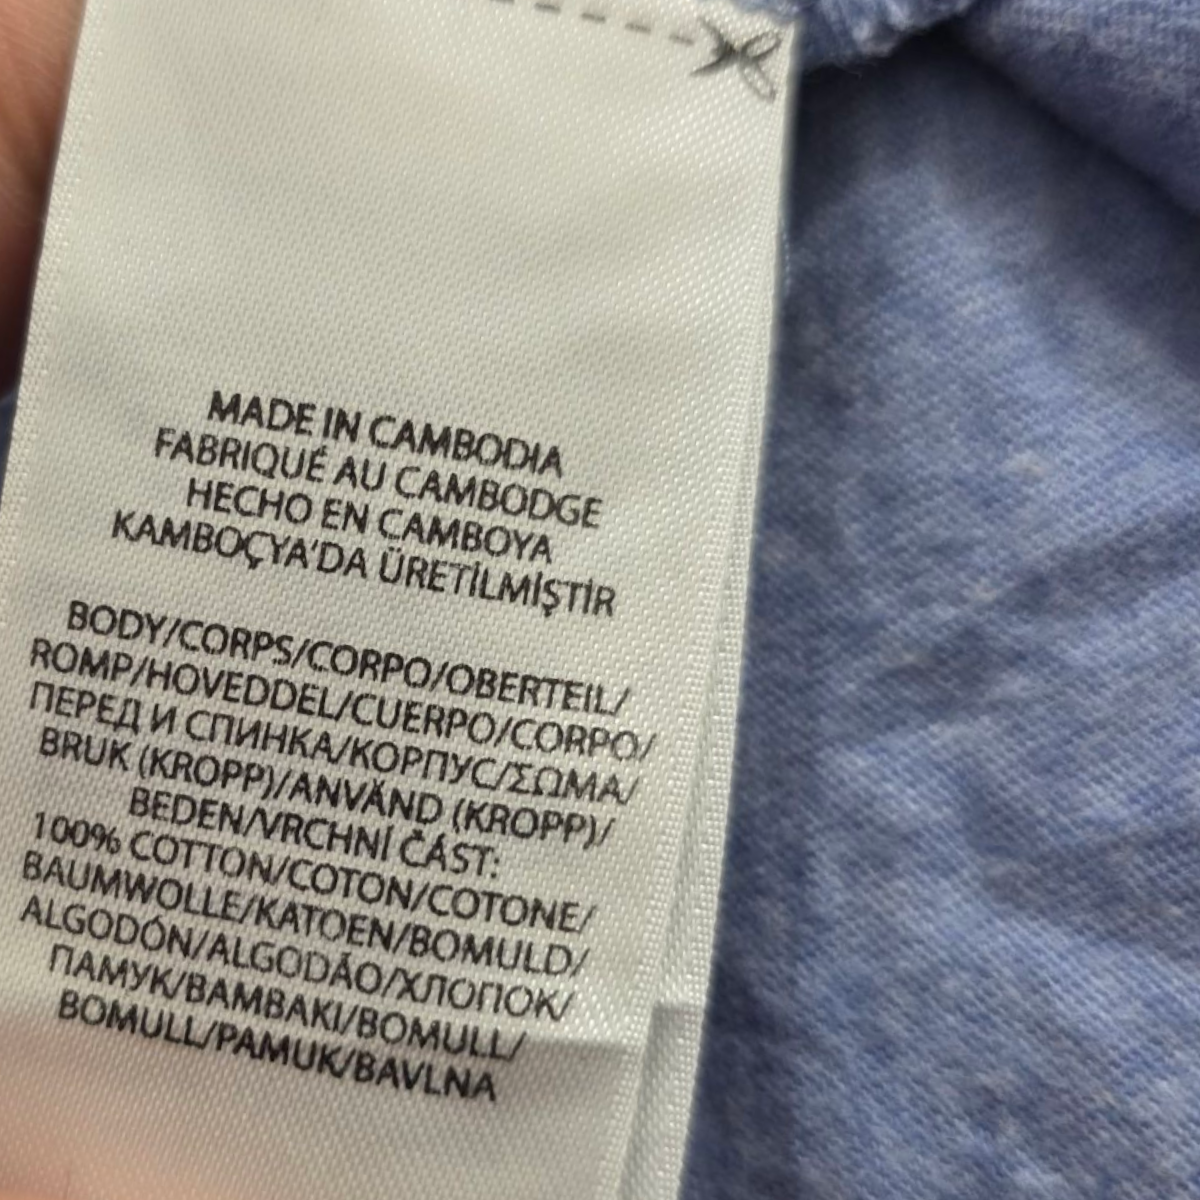 MADE IN CAMBODIA
FABRIQUÉ AU CAMBODGE
HECHO EN CAMBOYA
KAMBOÇYA'DA ÜRETİLMİŞTİR
BODY/CORPS/CORPO/OBERTEIL/
ROMP/HOVEDDEL/CUERPO/CORPO/
ПЕРЕД И СПИНКА/КОРПУС/ΣΩΜΑ/
BRUK (KROPP)/ANVÄND (KROPP)/
BEDEN/VRCHNÍ ČÁST:
100% COTTON/COTON/COTONE/
BAUMWOLLE/KATOEN/BOMULD/
ALGODÓN/ALGODÃO/ХЛОПОК/
ПАМУК/ΒΑΜΒΑΚΙ/BOMULL/
BOMULL/PAMUK/BAVLNA